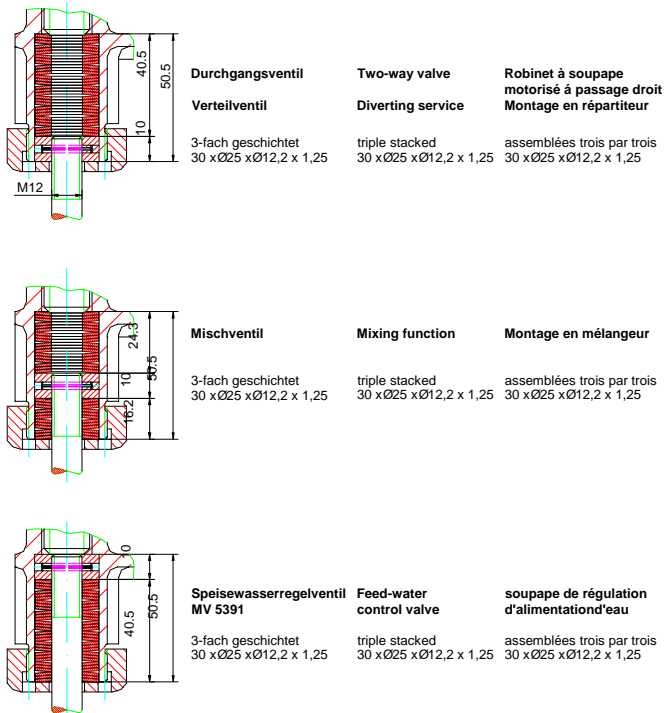 40.5
50.5
10
M12
Durchgangsventil
Verteilventil
3-fach geschichtet
30 xØ25 xØ12,2 x 1,25
Two-way valve
Diverting service
triple stacked
30 xØ25 xØ12,2 x 1,25
Robinet à soupape
motorisé á passage droit
Montage en répartiteur
assemblées trois par trois
30 xØ25 xØ12,2 x 1,25
24.3
50.5
10
16.2
Mischventil
3-fach geschichtet
30 xØ25 xØ12,2 x 1,25
Mixing function
triple stacked
30 xØ25 xØ12,2 x 1,25
Montage en mélangeur
assemblées trois par trois
30 xØ25 xØ12,2 x 1,25
10
50.5
40.5
Speisewasserregelventil
MV 5391
3-fach geschichtet
30 xØ25 xØ12,2 x 1,25
Feed-water
control valve
triple stacked
30 xØ25 xØ12,2 x 1,25
soupape de régulation
d'alimentationd'eau
assemblées trois par trois
30 xØ25 xØ12,2 x 1,25